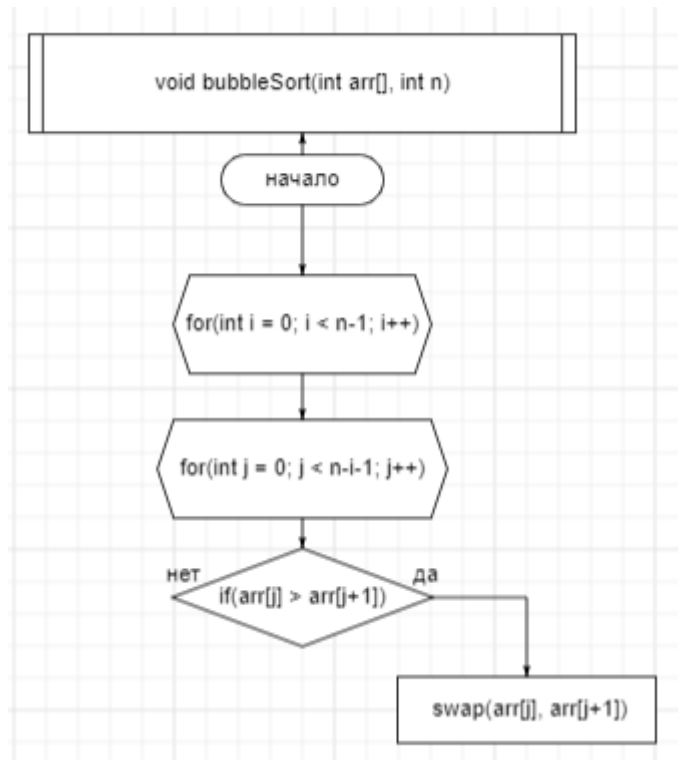 void bubbleSort(int arr[], int n)
начало
for(int i = 0; i < n-1; i++)
for(int j = 0; j < n-i-1; j++)
нет
да
if(arr[j] > arr[j+1])
swap(arr[j], arr[j+1])